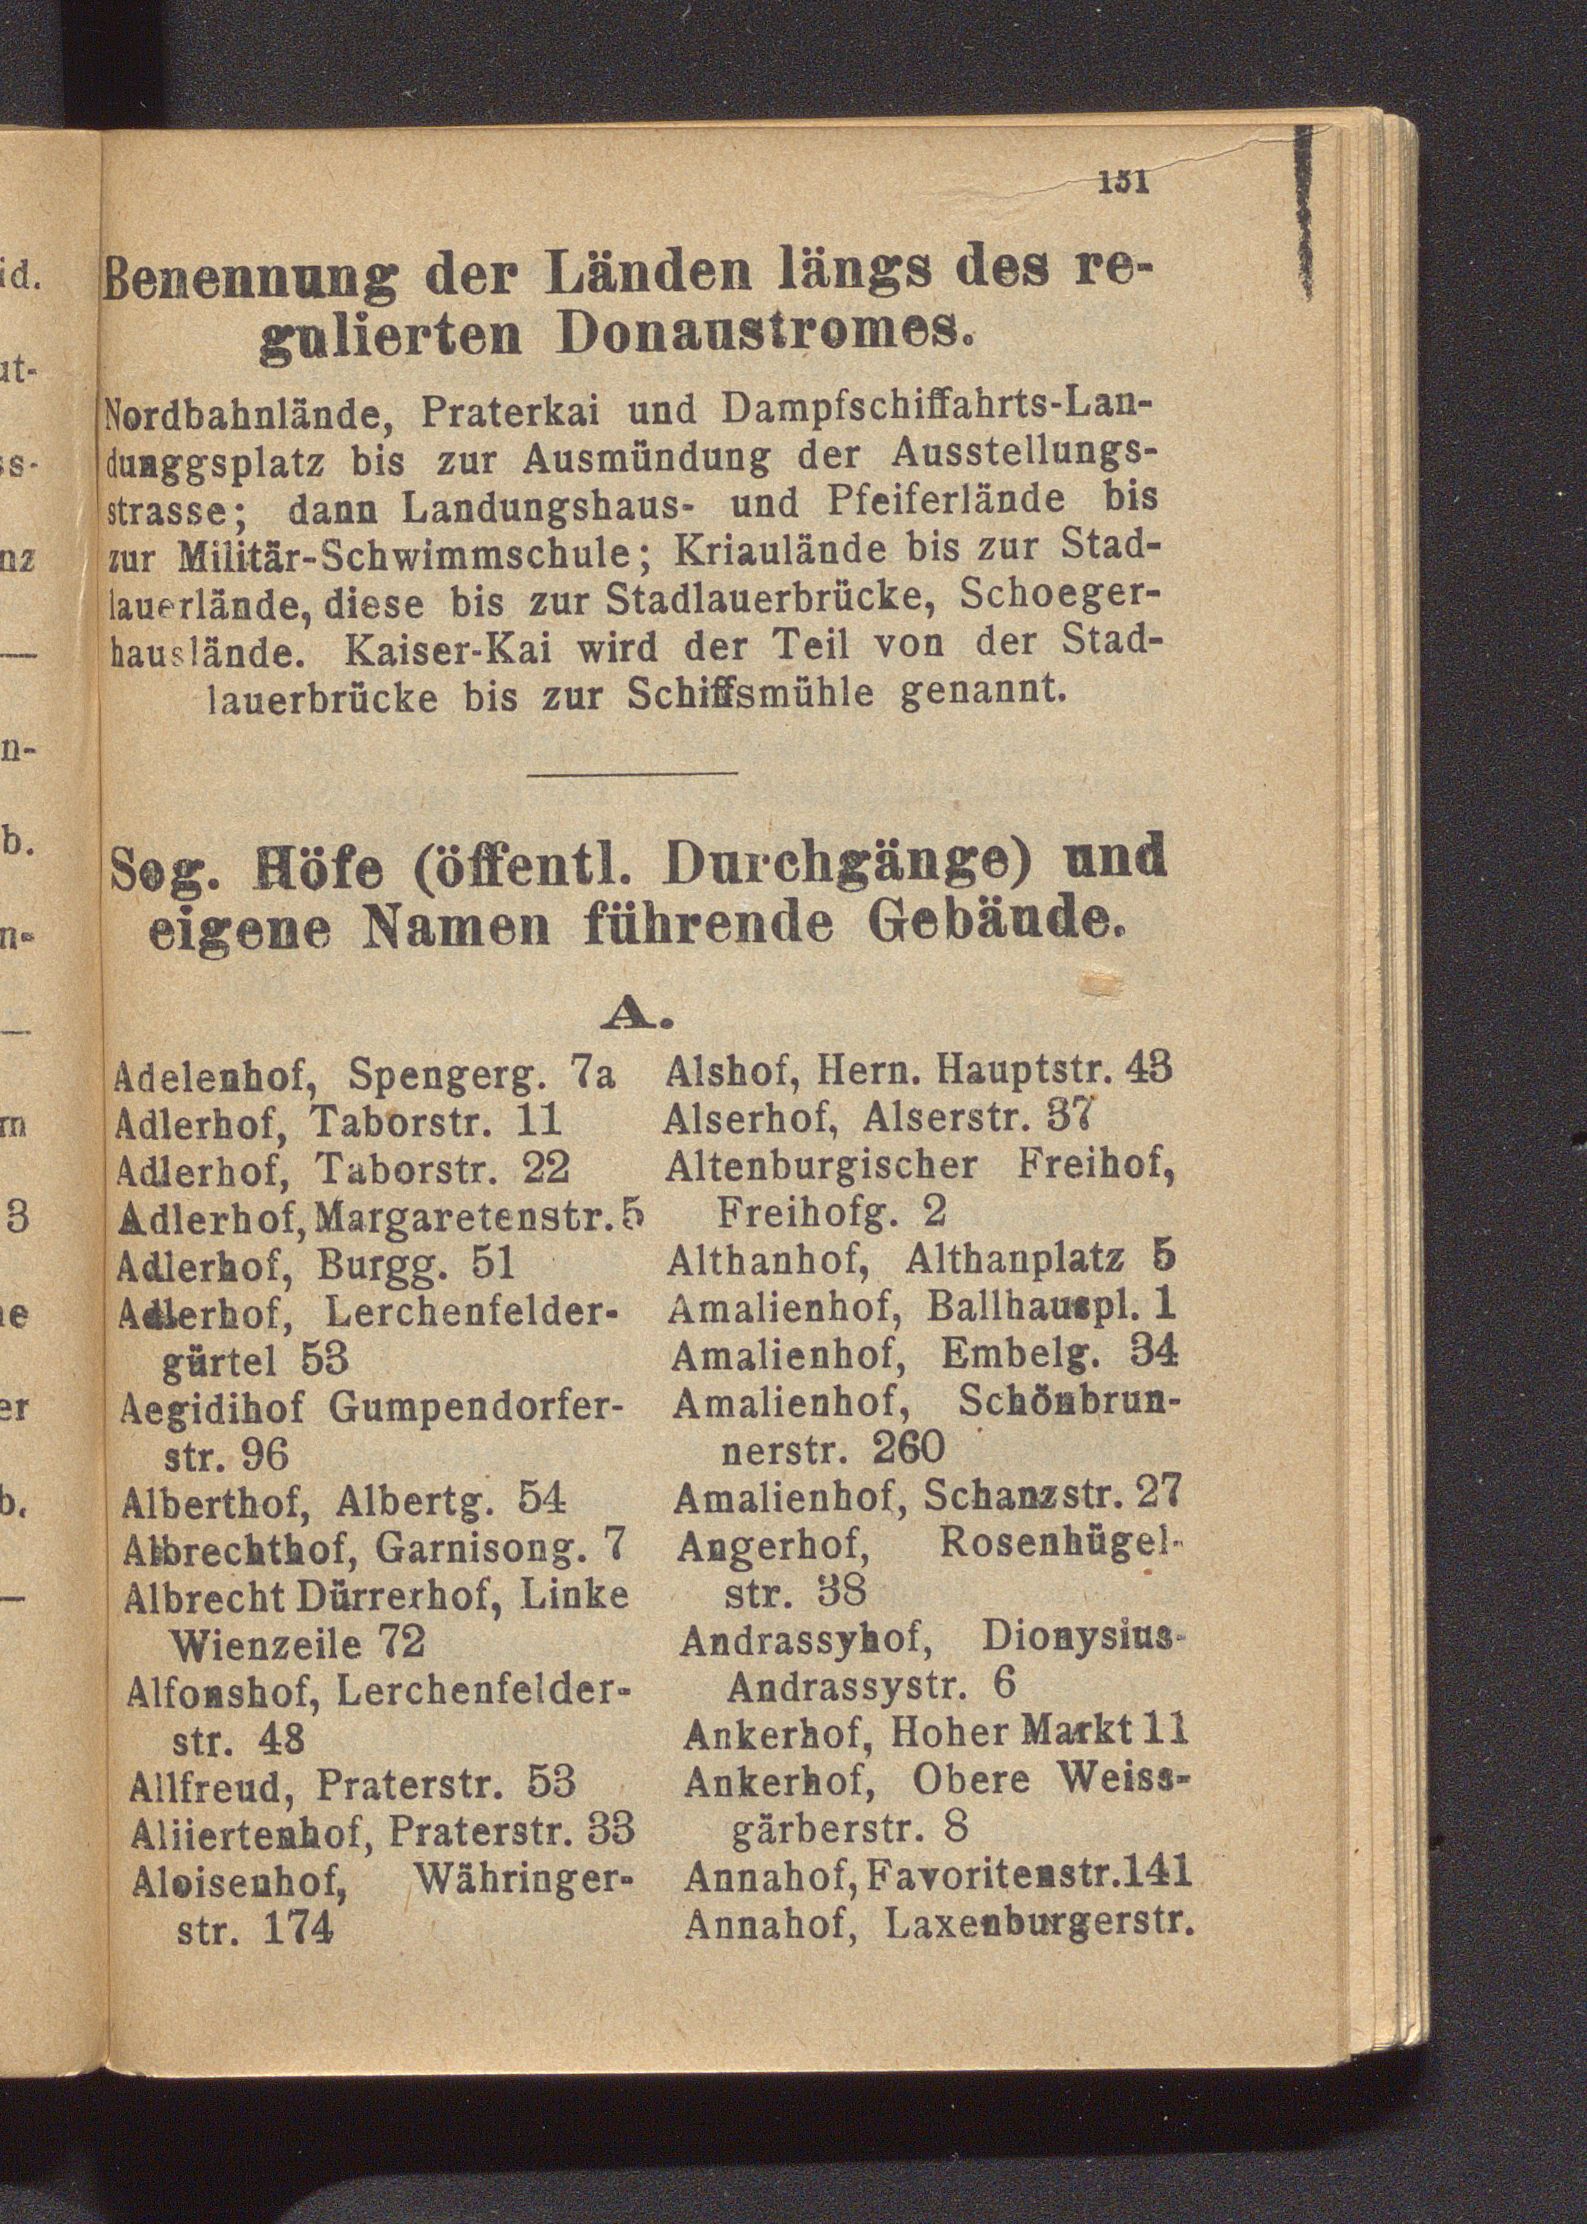 151
Benennung der Länden längs des re-
gulierten Donaustromes.
Nordbahnlände, Praterkai und Dampfschiffahrts-Lan-
dunggsplatz bis zur Ausmündung der Ausstellungs-
strasse; dann Landungshaus- und Pfeiferlände bis
zur Militär-Schwimmschule; Kriaulände bis zur Stad-
lauerlände, diese bis zur Stadlauerbrücke, Schoeger-
hauslände. Kaiser-Kai wird der Teil von der Stad-
lauerbrücke bis zur Schiffsmühle genannt.
Sog. Höfe (öffentl. Durchgänge) und
eigene Namen führende Gebäude.
A.
Adelenhof, Spengerg. 7a
Adlerhof, Taborstr. 11
Adlerhof, Taborstr. 22
Adlerhof, Margaretenstr. 5
Adlerhof, Burgg. 51
Adlerhof, Lerchenfelder-
gürtel 53
Aegidihof Gumpendorfer-
str. 96
Alberthof, Albertg. 54
Albrechthof, Garnisong. 7
Albrecht Dürrerhof, Linke
Wienzeile 72
Alfonshof, Lerchenfelder-
str. 48
Allfreud, Praterstr. 53
Aliiertenhof, Praterstr. 33
Aloisenhof, Währinger-
str. 174
Alshof, Hern. Hauptstr. 43
Alserhof, Alserstr. 37
Altenburgischer Freihof,
Freihofg. 2
Althanhof, Althanplatz 5
Amalienhof, Ballhauspl. 1
Amalienhof, Embelg. 34
Amalienhof, Schönbrun-
nerstr. 260
Amalienhof, Schanzstr. 27
Angerhof, Rosenhügel-
str. 38
Andrassyhof, Dionysius-
Andrassystr. 6
Ankerhof, Hoher Markt 11
Ankerhof, Obere Weiss-
gärberstr. 8
Annahof, Favoritenstr. 141
Annahof, Laxenburgerstr.